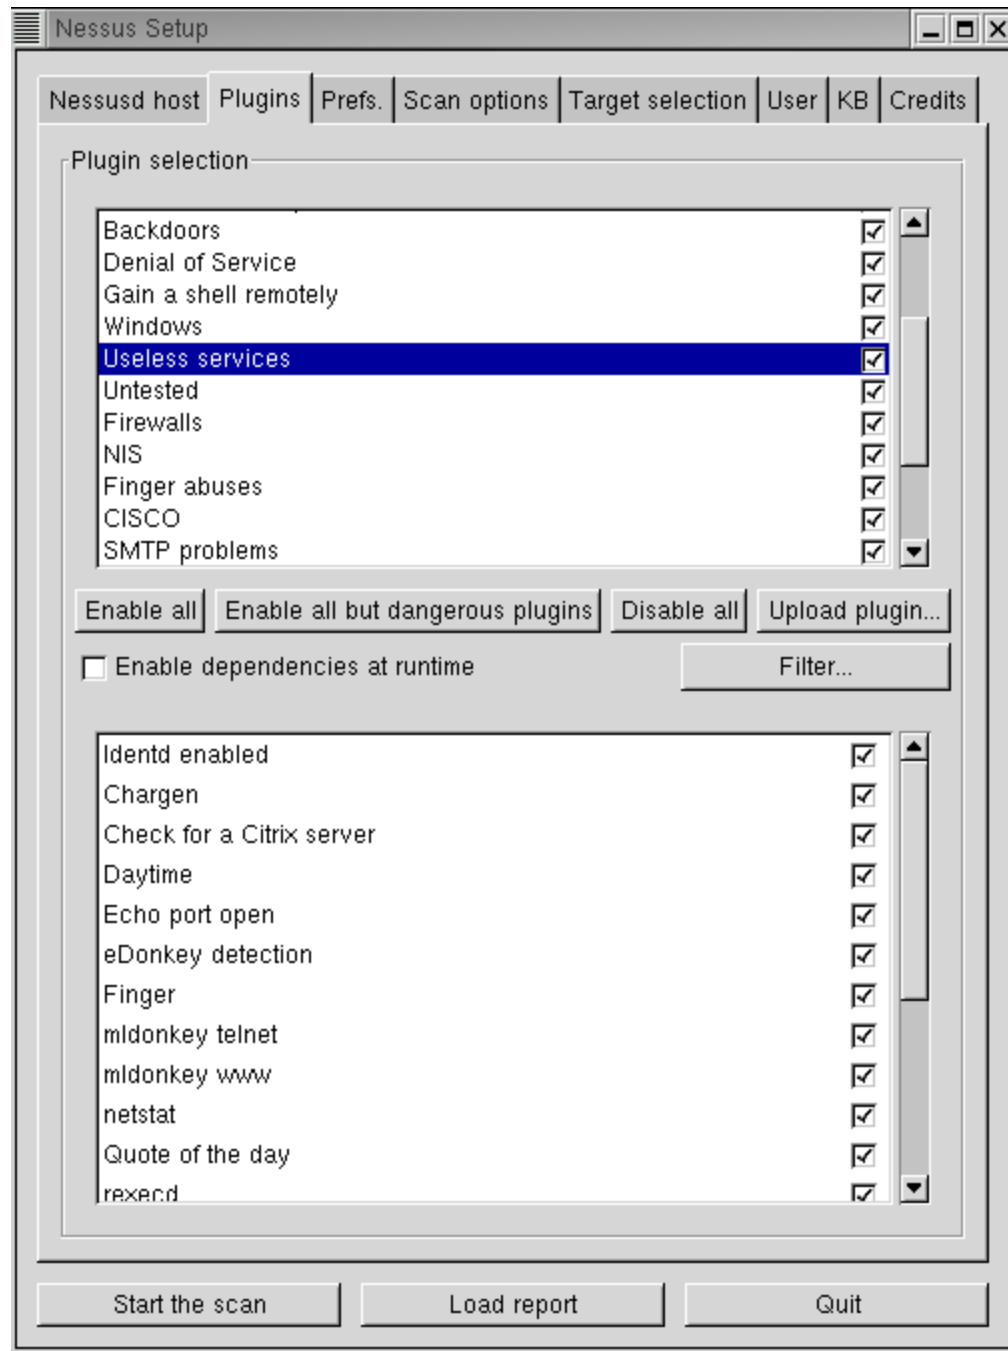 Nessus Setup
Nessusd host Plugins Prefs. Scan options Target selection User KB Credits
Plugin selection
Backdoors
Denial of Service
Gain a shell remotely
Windows
Useless services
Untested
Firewalls
NIS
Finger abuses
CISCO
SMTP problems
Enable all Enable all but dangerous plugins Disable all Upload plugin...
Enable dependencies at runtime Filter...
Identd enabled
Chargen
Check for a Citrix server
Daytime
Echo port open
eDonkey detection
Finger
mldonkey telnet
mldonkey www
netstat
Quote of the day
rexecd
Start the scan Load report Quit